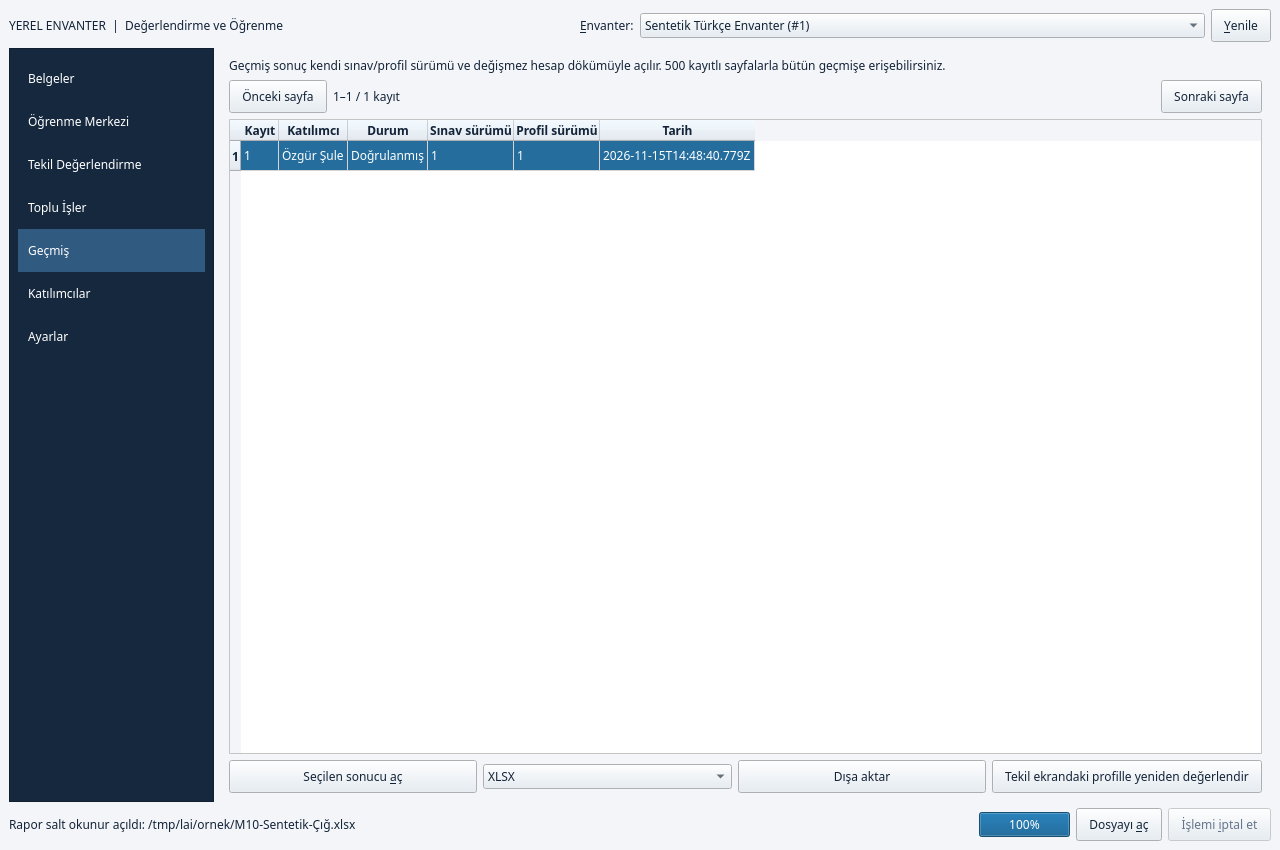 YEREL ENVANTER | Değerlendirme ve Öğrenme
Envanter: Sentetik Türkçe Envanter (#1) Yenile
Belgeler
Öğrenme Merkezi
Tekil Değerlendirme
Toplu İşler
Geçmiş
Katılımcılar
Ayarlar
Geçmiş sonuç kendi sınav/profil sürümü ve değişmez hesap dökümüyle açılır. 500 kayıtlı sayfalarla bütün geçmişe erişebilirsiniz.
Önceki sayfa 1–1 / 1 kayıt Sonraki sayfa
Kayıt Katılımcı Durum Sınav sürümü Profil sürümü Tarih
1 1 Özgür Şule Doğrulanmış 1 1 2026-11-15T14:48:40.779Z
Seçilen sonucu aç XLSX Dışa aktar Tekil ekrandaki profille yeniden değerlendir
Rapor salt okunur açıldı: /tmp/lai/ornek/M10-Sentetik-Çığ.xlsx 100% Dosyayı aç İşlemi iptal et